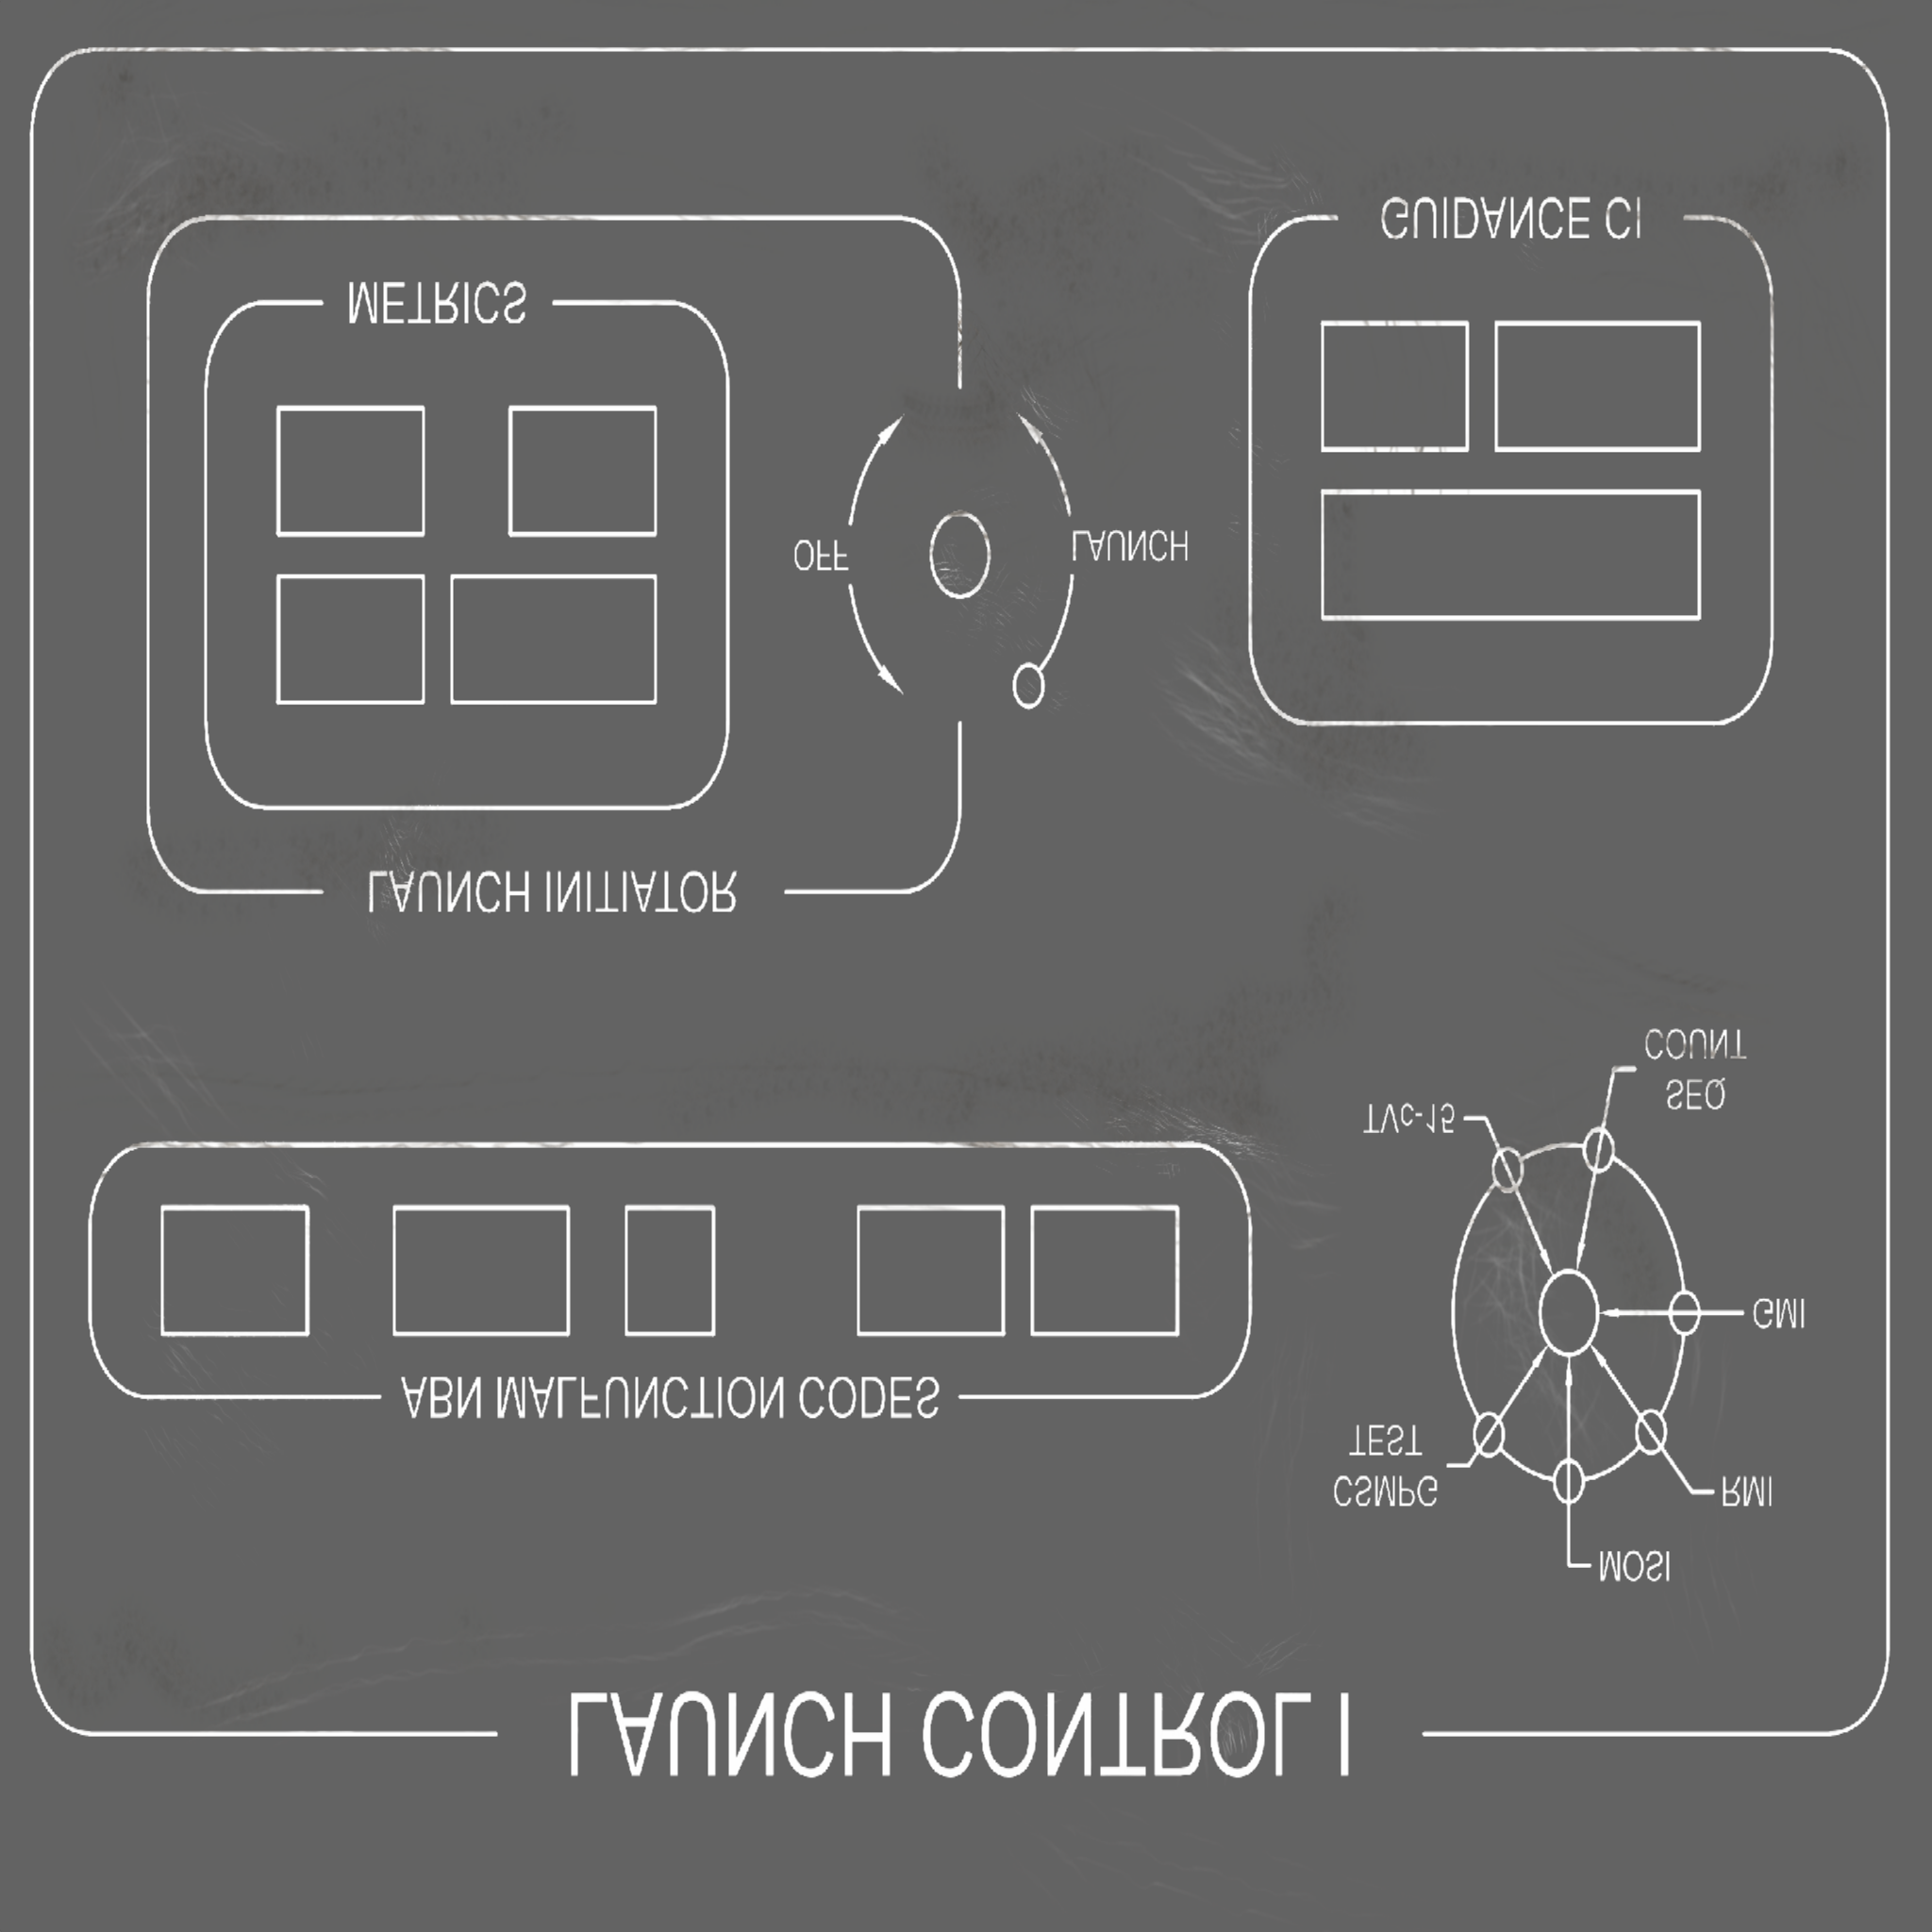 LAUNCH CONTROL I
ABN MALFUNCTION CODES
MOSI
CSMPG
TEST
RMI
GMI
TVc-15
SEQ
COUNT
LAUNCH INITIATOR
METRICS
OFF
LAUNCH
GUIDANCE CI